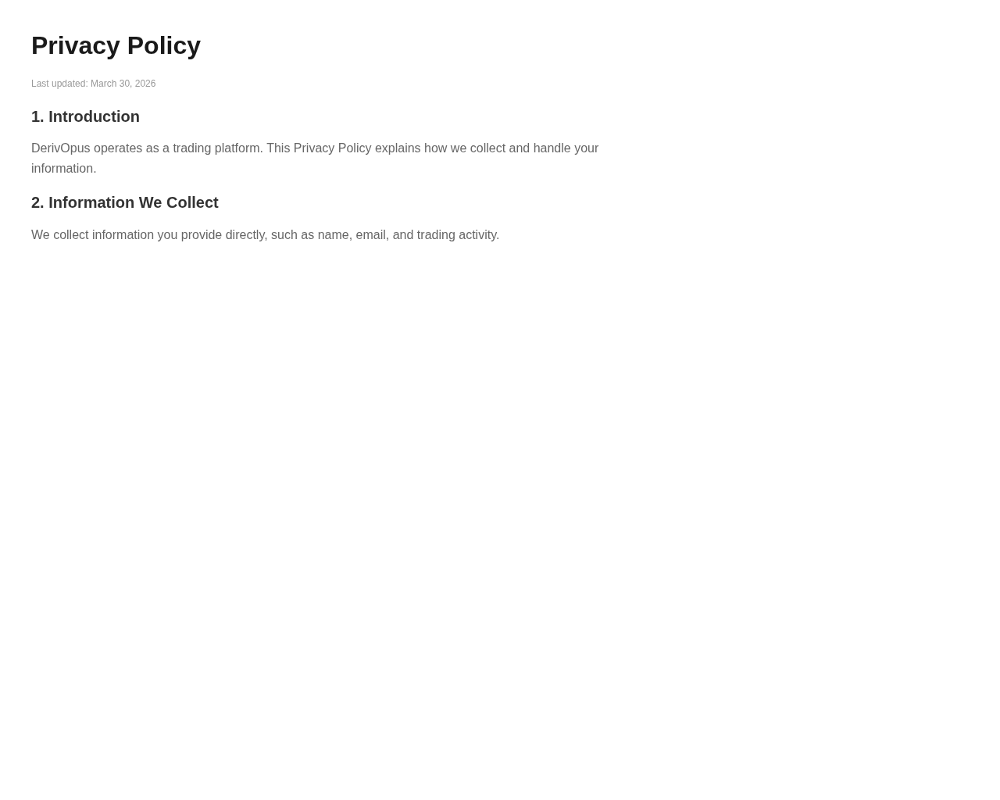 Privacy Policy
Last updated: March 30, 2026
1. Introduction
DerivOpus operates as a trading platform. This Privacy Policy explains how we collect and handle your
information.
2. Information We Collect
We collect information you provide directly, such as name, email, and trading activity.